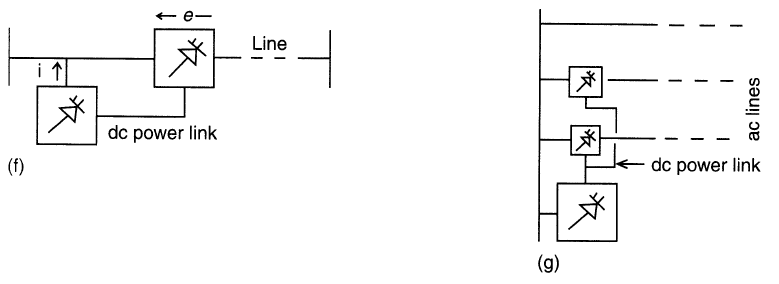 ← e —
Line
i ↑
dc power link
(f)
ac lines
dc power link
(g)